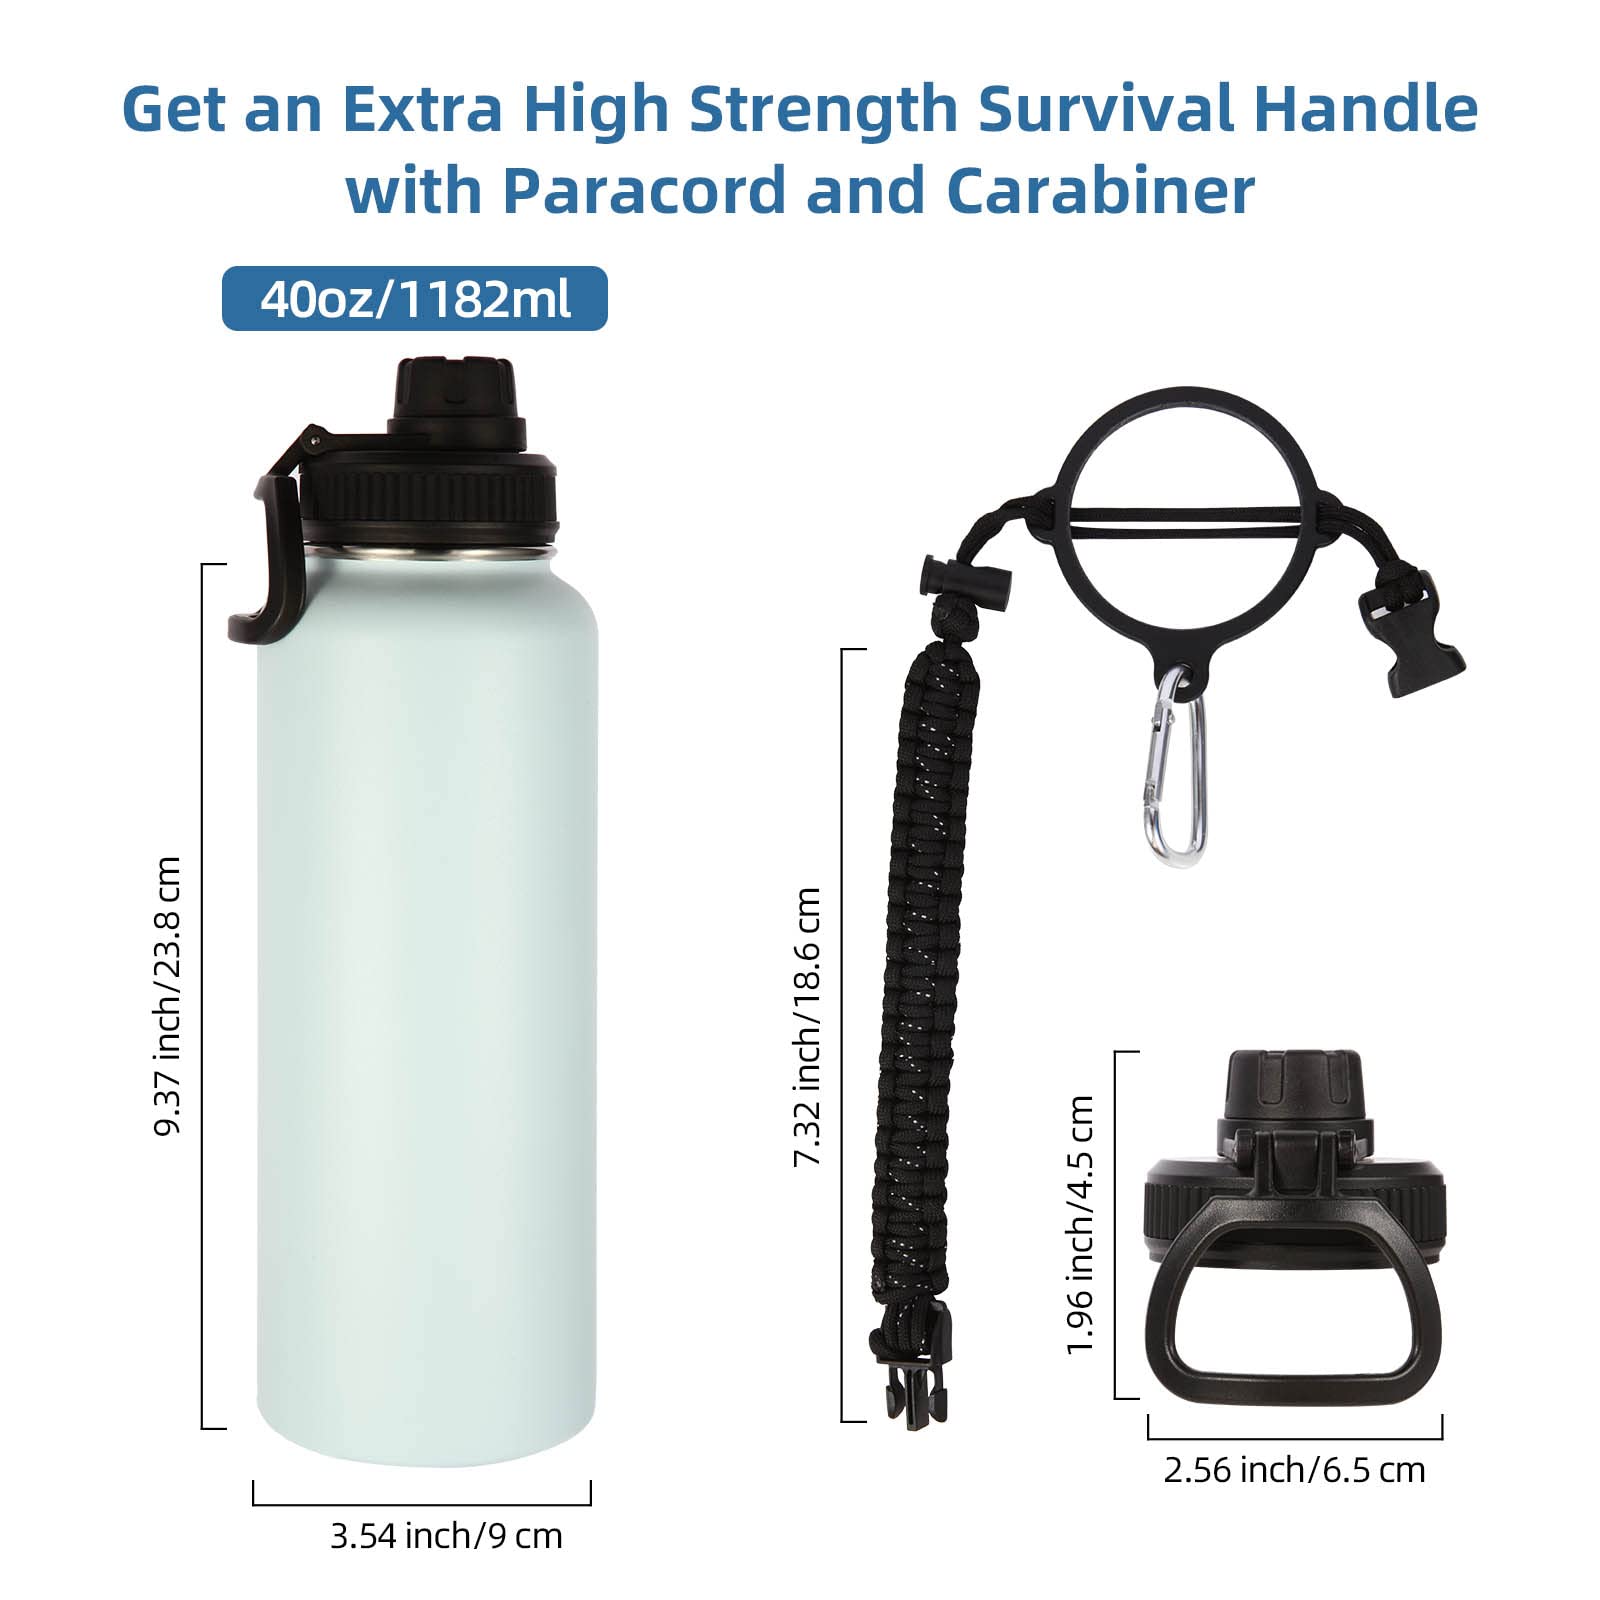 Get an Extra High Strength Survival Handle
with Paracord and Carabiner
40oz/1182ml
9.37 inch/23.8 cm
3.54 inch/9 cm
7.32 inch/18.6 cm
1.96 inch/4.5 cm
2.56 inch/6.5 cm